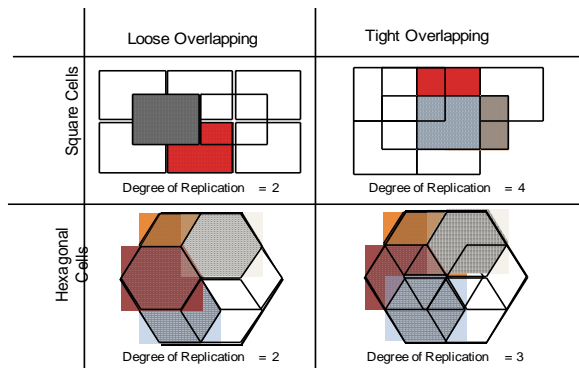 Loose Overlapping
Tight Overlapping
Square Cells
Degree of Replication = 2
Degree of Replication = 4
Hexagonal
Cells
Degree of Replication = 2
Degree of Replication = 3